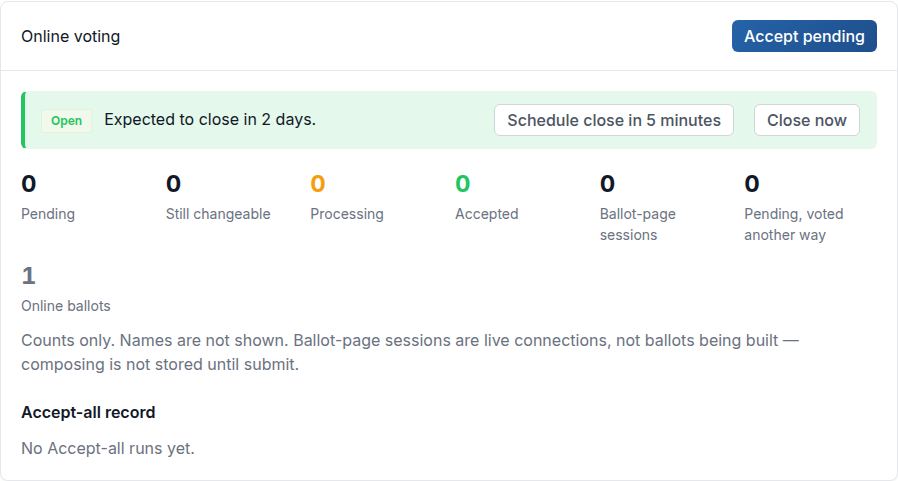 Online voting
Accept pending
Open
Expected to close in 2 days.
Schedule close in 5 minutes
Close now
0
Pending
0
Still changeable
0
Processing
0
Accepted
0
Ballot-page
sessions
0
Pending, voted
another way
1
Online ballots
Counts only. Names are not shown. Ballot-page sessions are live connections, not ballots being built —
composing is not stored until submit.
Accept-all record
No Accept-all runs yet.